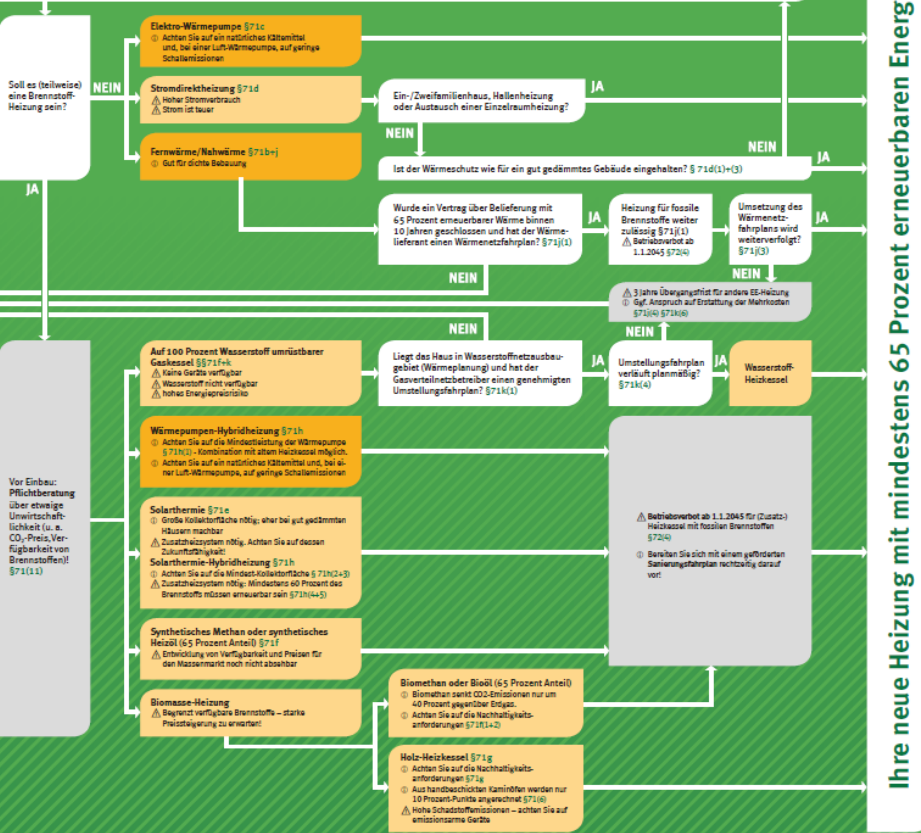 Soll es (teilweise)
eine Brennstoff-
Heizung sein?
NEIN
JA
Elektro-Wärmepumpe §71c
Achten Sie auf ein natürliches Kältemittel
und, bei einer Luft-Wärmepumpe, auf geringe
Schallemissionen
Stromdirektheizung §71d
Hoher Stromverbrauch
Strom ist teuer
Fernwärme/Nahwärme §71b+j
Gut für dichte Bebauung
Ein-/Zweifamilienhaus, Hallenheizung
oder Austausch einer Einzelraumheizung?
JA
NEIN
NEIN
Ist der Wärmeschutz wie für ein gut gedämmtes Gebäude eingehalten? § 71d(1)+(3)
JA
Wurde ein Vertrag über Belieferung mit
65 Prozent erneuerbarer Wärme binnen
10 Jahren geschlossen und hat der Wärme-
lieferant einen Wärmenetzfahrplan? §71j(1)
JA
NEIN
Heizung für fossile
Brennstoffe weiter
zulässig §71j(1)
Betriebsverbot ab
1.1.2045 §72(4)
Umsetzung des
Wärmenetz-
fahrplans wird
weiterverfolgt?
§71j(3)
JA
NEIN
3 Jahre Übergangsfrist für andere EE-Heizung
Ggf. Anspruch auf Erstattung der Mehrkosten
§71j(4) §71k(6)
NEIN
NEIN
Vor Einbau:
Pflichtberatung
über etwaige
Unwirtschaft-
lichkeit (u. a.
CO₂-Preis,Ver-
fügbarkeit von
Brennstoffen)!
§71(11)
Auf 100 Prozent Wasserstoff umrüstbarer
Gaskessel §§71f+k
Keine Geräte verfügbar
Wasserstoff nicht verfügbar
hohes Energiepreisrisiko
Liegt das Haus in Wasserstoffnetzausbau-
gebiet (Wärmeplanung) und hat der
Gasverteilnetzbetreiber einen genehmigten
Umstellungsfahrplan? §71k(1)
JA
Umstellungsfahrplan
verläuft planmäßig?
§71k(4)
JA
Wasserstoff-
Heizkessel
Wärmepumpen-Hybridheizung §71h
Achten Sie auf die Mindestleistung der Wärmepumpe
§ 71h(1) - Kombination mit altem Heizkessel möglich.
Achten Sie auf ein natürliches Kältemittel und, bei ei-
ner Luft-Wärmepumpe, auf geringe Schallemissionen
Solarthermie §71e
Große Kollektorfläche nötig; eher bei gut gedämmten
Häusern machbar
Zusatzheizsystem nötig. Achten Sie auf dessen
Zukunftsfähigkeit!
Solarthermie-Hybridheizung §71h
Achten Sie auf die Mindest-Kollektorfläche § 71h(2+3)
Zusatzheizsystem nötig: Mindestens 60 Prozent des
Brennstoffs müssen erneuerbar sein §71h(4+5)
Synthetisches Methan oder synthetisches
Heizöl (65 Prozent Anteil) §71f
Entwicklung von Verfügbarkeit und Preisen für
den Massenmarkt noch nicht absehbar
Biomasse-Heizung
Begrenzt verfügbare Brennstoffe – starke
Preissteigerung zu erwarten!
Betriebsverbot ab 1.1.2045 für (Zusatz-)
Heizkessel mit fossilen Brennstoffen
§72(4)
Bereiten Sie sich mit einem geförderten
Sanierungsfahrplan rechtzeitig darauf
vor!
Biomethan oder Bioöl (65 Prozent Anteil)
Biomethan senkt CO2-Emissionen nur um
40 Prozent gegenüber Erdgas.
Achten Sie auf die Nachhaltigkeits-
anforderungen §71f(1+2)
Holz-Heizkessel §71g
Achten Sie auf die Nachhaltigkeits-
anforderungen §71g
Aus handbeschickten Kaminöfen werden nur
10 Prozent-Punkte angerechnet §71(6)
Hohe Schadstoffemissionen – achten Sie auf
emissionsarme Geräte
Ihre neue Heizung mit mindestens 65 Prozent erneuerbaren Energ